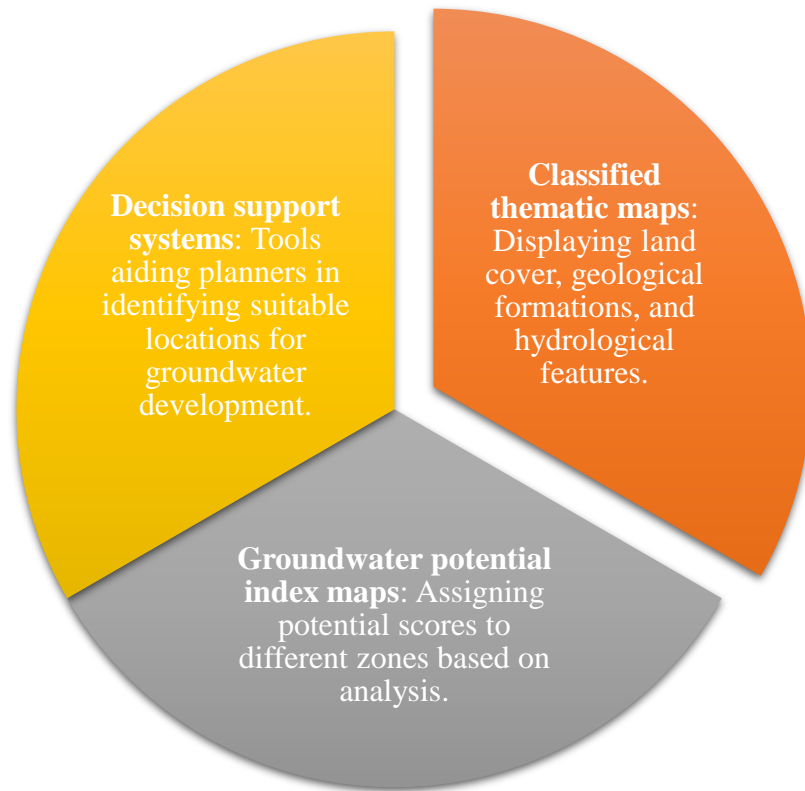 Classified
thematic maps:
Displaying land
cover, geological
formations, and
hydrological
features.
Groundwater potential
index maps: Assigning
potential scores to
different zones based on
analysis.
Decision support
systems: Tools
aiding planners in
identifying suitable
locations for
groundwater
development.